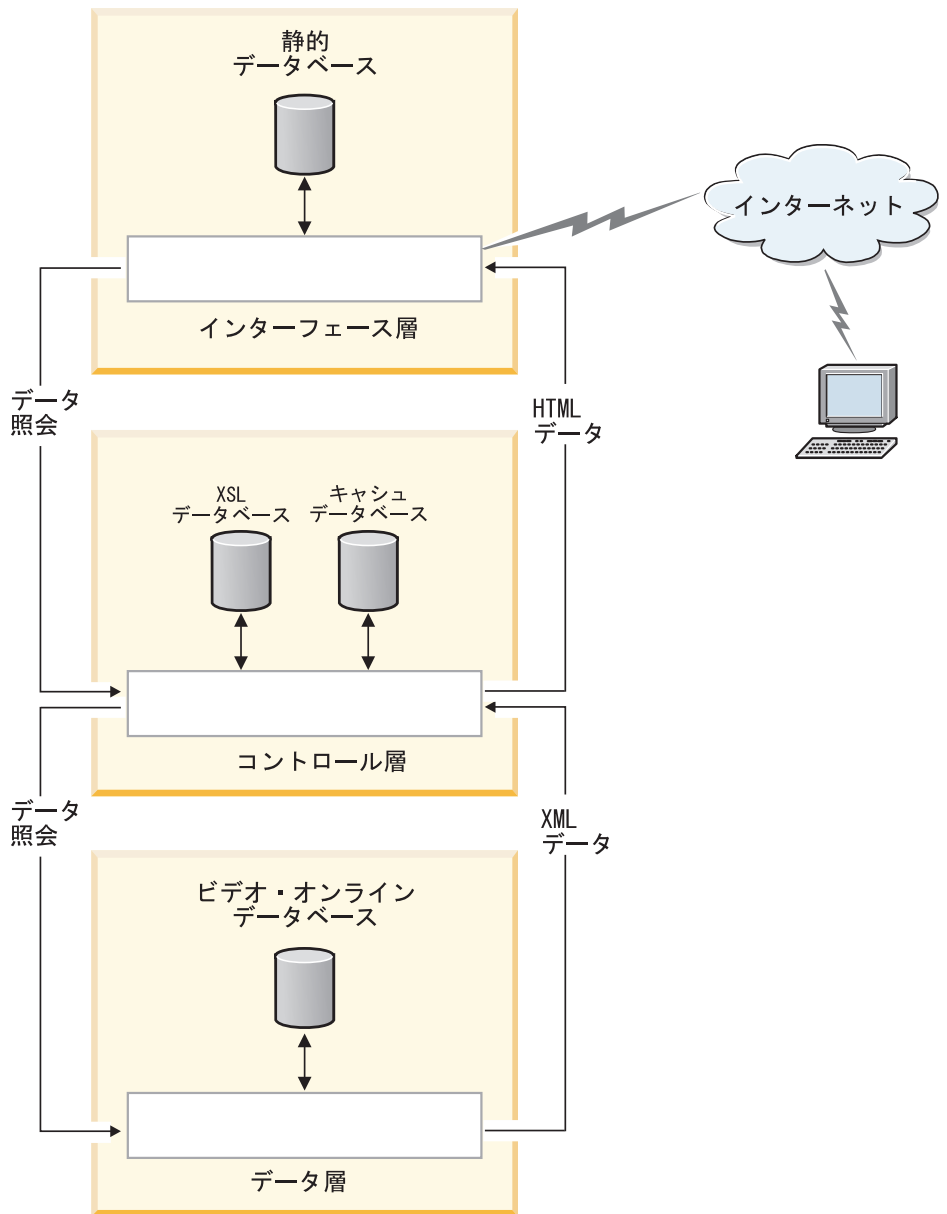 静的
データベース
インターネット
インターフェース層
データ
照会
HTML
データ
XSL
データベース
キャシュ
データベース
コントロール層
データ
照会
XML
データ
ビデオ・オンライン
データベース
データ層